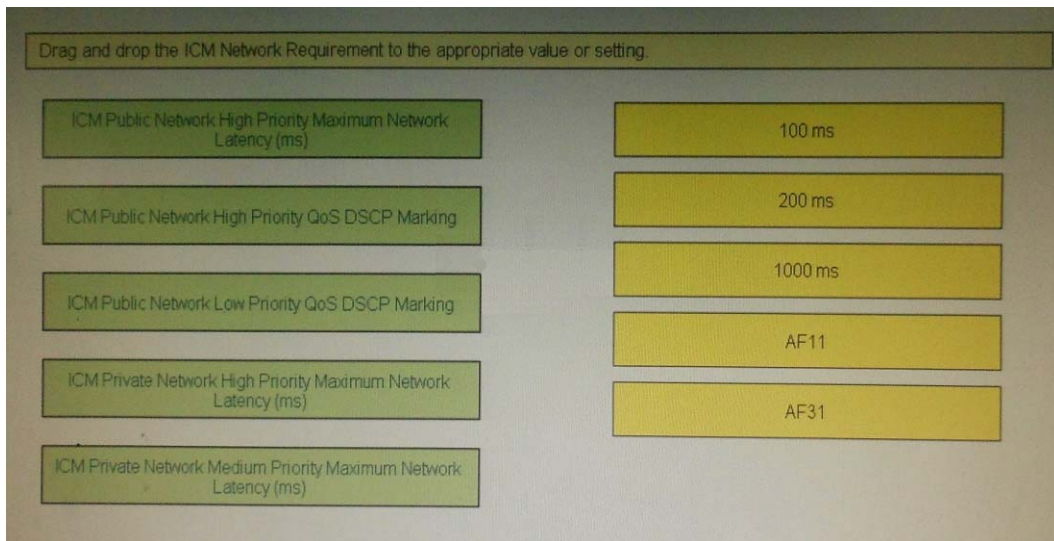 Drag and drop the ICM Network Requirement to the appropriate value or setting.
ICM Public Network High Priority Maximum Network
Latency (ms)
ICM Public Network High Priority QoS DSCP Marking
ICM Public Network Low Priority QoS DSCP Marking
ICM Private Network High Priority Maximum Network
Latency (ms)
ICM Private Network Medium Priority Maximum Network
Latency (ms)
100 ms
200 ms
1000 ms
AF11
AF31